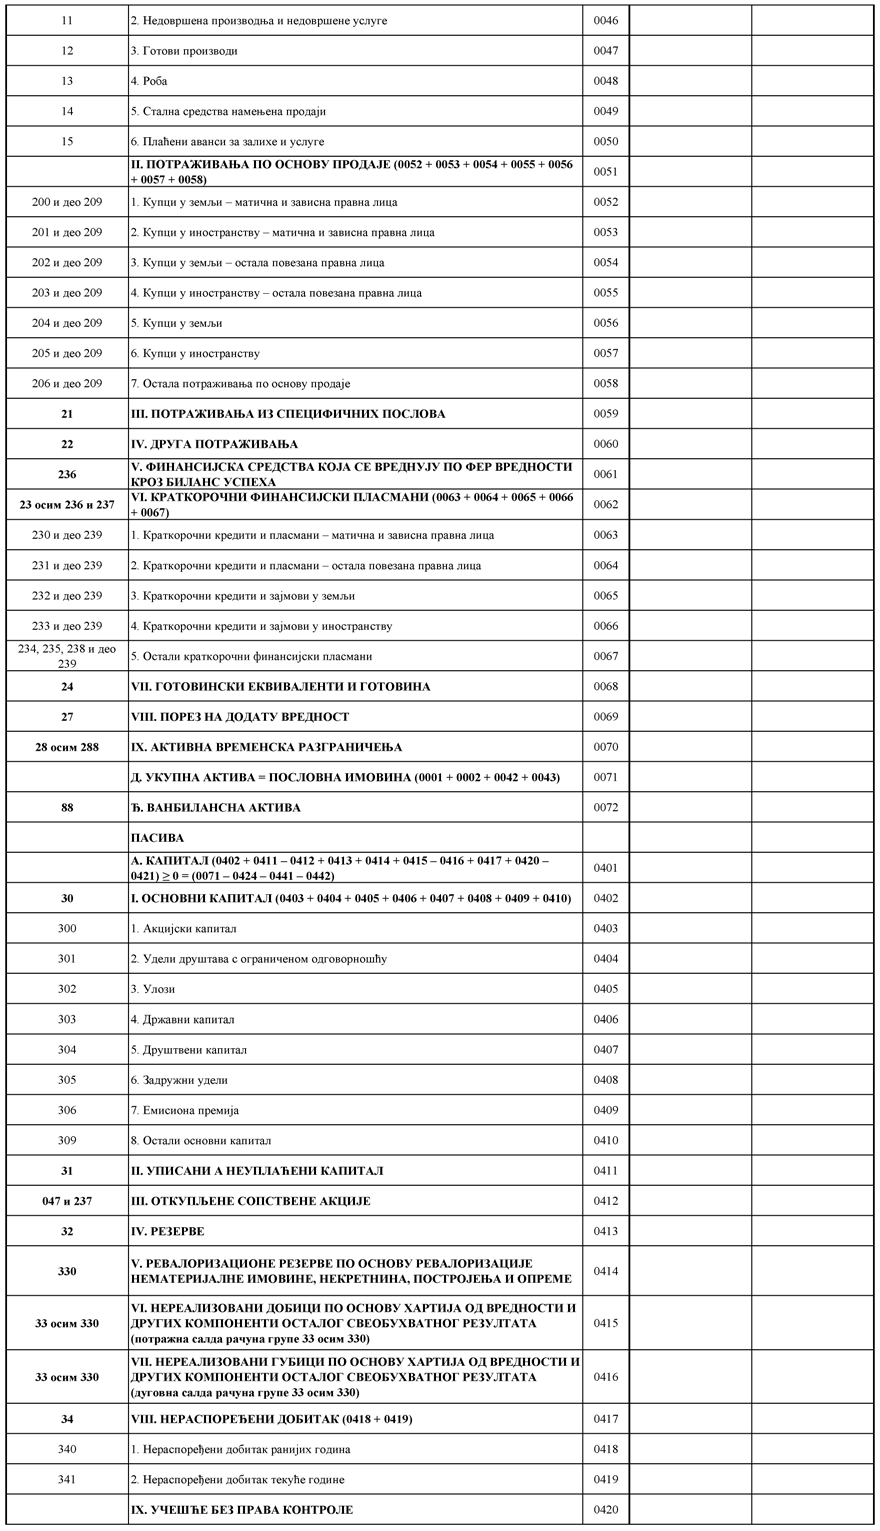 11 2. Недовршена производња и недовршене услуге 0046
12 3. Готови производи 0047
13 4. Роба 0048
14 5. Стална средства намењена продаји 0049
15 6. Плаћени аванси за залихе и услуге 0050
II. ПОТРАЖИВАЊА ПО ОСНОВУ ПРОДАЈЕ (0052 + 0053 + 0054 + 0055 + 0056
+ 0057 + 0058) 0051
200 и део 209 1. Купци у земљи – матична и зависна правна лица 0052
201 и део 209 2. Купци у иностранству – матична и зависна правна лица 0053
202 и део 209 3. Купци у земљи – остала повезана правна лица 0054
203 и део 209 4. Купци у иностранству – остала повезана правна лица 0055
204 и део 209 5. Купци у земљи 0056
205 и део 209 6. Купци у иностранству 0057
206 и део 209 7. Остала потраживања по основу продаје 0058
21 III. ПОТРАЖИВАЊА ИЗ СПЕЦИФИЧНИХ ПОСЛОВА 0059
22 IV. ДРУГА ПОТРАЖИВАЊА 0060
236 V. ФИНАНСИЈСКА СРЕДСТВА КОЈА СЕ ВРЕДНУЈУ ПО ФЕР ВРЕДНОСТИ
КРОЗ БИЛАНС УСПЕХА 0061
23 осим 236 и 237 VI. КРАТКОРОЧНИ ФИНАНСИЈСКИ ПЛАСМАНИ (0063 + 0064 + 0065 + 0066
+ 0067) 0062
230 и део 239 1. Краткорочни кредити и пласмани – матична и зависна правна лица 0063
231 и део 239 2. Краткорочни кредити и пласмани – остала повезана правна лица 0064
232 и део 239 3. Краткорочни кредити и зајмови у земљи 0065
233 и део 239 4. Краткорочни кредити и зајмови у иностранству 0066
234, 235, 238 и део
239 5. Остали краткорочни финансијски пласмани 0067
24 VII. ГОТОВИНСКИ ЕКВИВАЛЕНТИ И ГОТОВИНА 0068
27 VIII. ПОРЕЗ НА ДОДАТУ ВРЕДНОСТ 0069
28 осим 288 IX. АКТИВНА ВРЕМЕНСКА РАЗГРАНИЧЕЊА 0070
Д. УКУПНА АКТИВА = ПОСЛОВНА ИМОВИНА (0001 + 0002 + 0042 + 0043) 0071
88 Ђ. ВАНБИЛАНСНА АКТИВА 0072
ПАСИВА
А. КАПИТАЛ (0402 + 0411 – 0412 + 0413 + 0414 + 0415 – 0416 + 0417 + 0420 –
0421) ≥ 0 = (0071 – 0424 – 0441 – 0442) 0401
30 I. ОСНОВНИ КАПИТАЛ (0403 + 0404 + 0405 + 0406 + 0407 + 0408 + 0409 + 0410) 0402
300 1. Акцијски капитал 0403
301 2. Удели друштава с ограниченом одговорношћу 0404
302 3. Улози 0405
303 4. Државни капитал 0406
304 5. Друштвени капитал 0407
305 6. Задружни удели 0408
306 7. Емисиона премија 0409
309 8. Остали основни капитал 0410
31 II. УПИСАНИ А НЕУПЛАЋЕНИ КАПИТАЛ 0411
047 и 237 III. ОТКУПЉЕНЕ СОПСТВЕНЕ АКЦИЈЕ 0412
32 IV. РЕЗЕРВЕ 0413
330 V. РЕВАЛОРИЗАЦИОНЕ РЕЗЕРВЕ ПО ОСНОВУ РЕВАЛОРИЗАЦИЈЕ
НЕМАТЕРИЈАЛНЕ ИМОВИНЕ, НЕКРЕТНИНА, ПОСТРОЈЕЊА И ОПРЕМЕ 0414
33 осим 330 VI. НЕРЕАЛИЗОВАНИ ДОБИЦИ ПО ОСНОВУ ХАРТИЈА ОД ВРЕДНОСТИ И
ДРУГИХ КОМПОНЕНТИ ОСТАЛОГ СВЕОБУХВАТНОГ РЕЗУЛТАТА
(потражна салда рачуна групе 33 осим 330) 0415
33 осим 330 VII. НЕРЕАЛИЗОВАНИ ГУБИЦИ ПО ОСНОВУ ХАРТИЈА ОД ВРЕДНОСТИ И
ДРУГИХ КОМПОНЕНТИ ОСТАЛОГ СВЕОБУХВАТНОГ РЕЗУЛТАТА
(дуговна салда рачуна групе 33 осим 330) 0416
34 VIII. НЕРАСПОРЕЂЕНИ ДОБИТАК (0418 + 0419) 0417
340 1. Нераспоређени добитак ранијих година 0418
341 2. Нераспоређени добитак текуће године 0419
IX. УЧЕШЋЕ БЕЗ ПРАВА КОНТРОЛЕ 0420